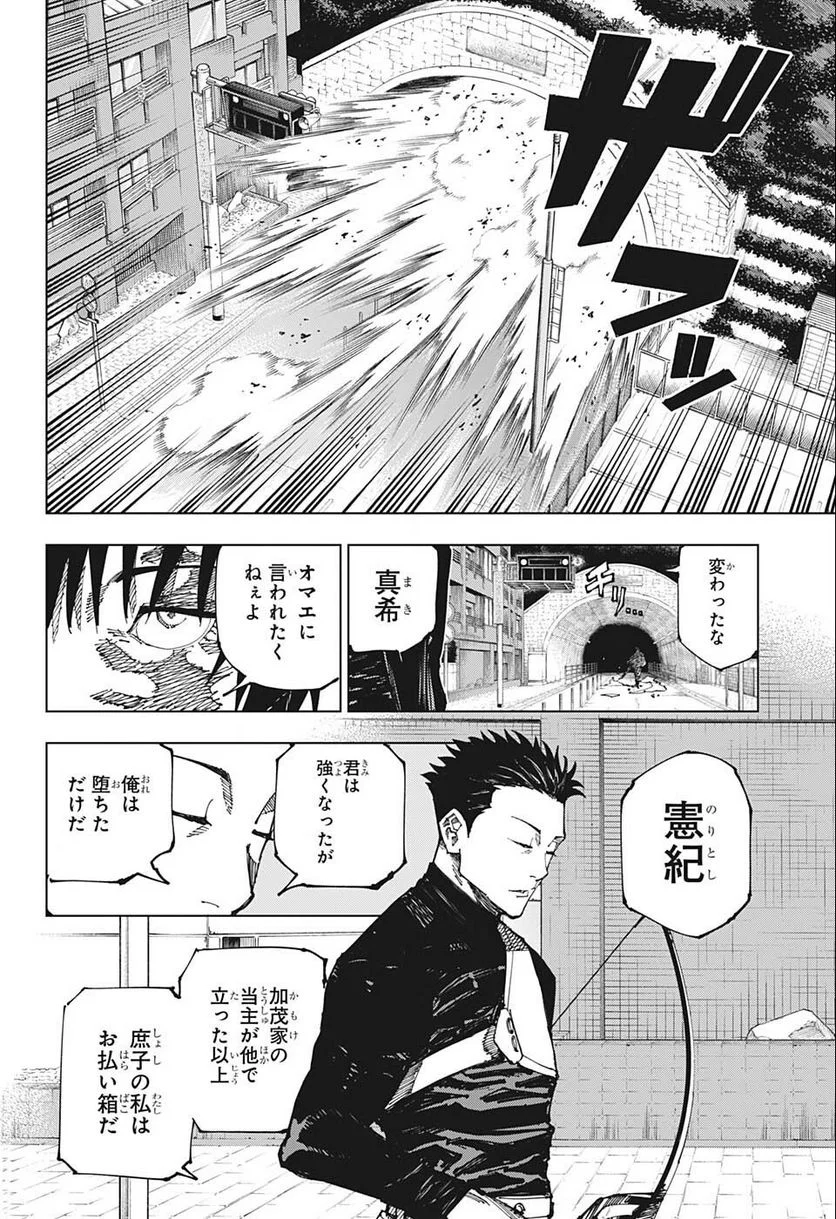 ザッ
変わったな
ギリ…
真希
オマエに
言われたく
ねぇよ
憲紀
君は
強くなったが
俺は
堕ちた
だけだ
加茂家の
当主が他で
立った以上
庶子の私は
お払い箱だ